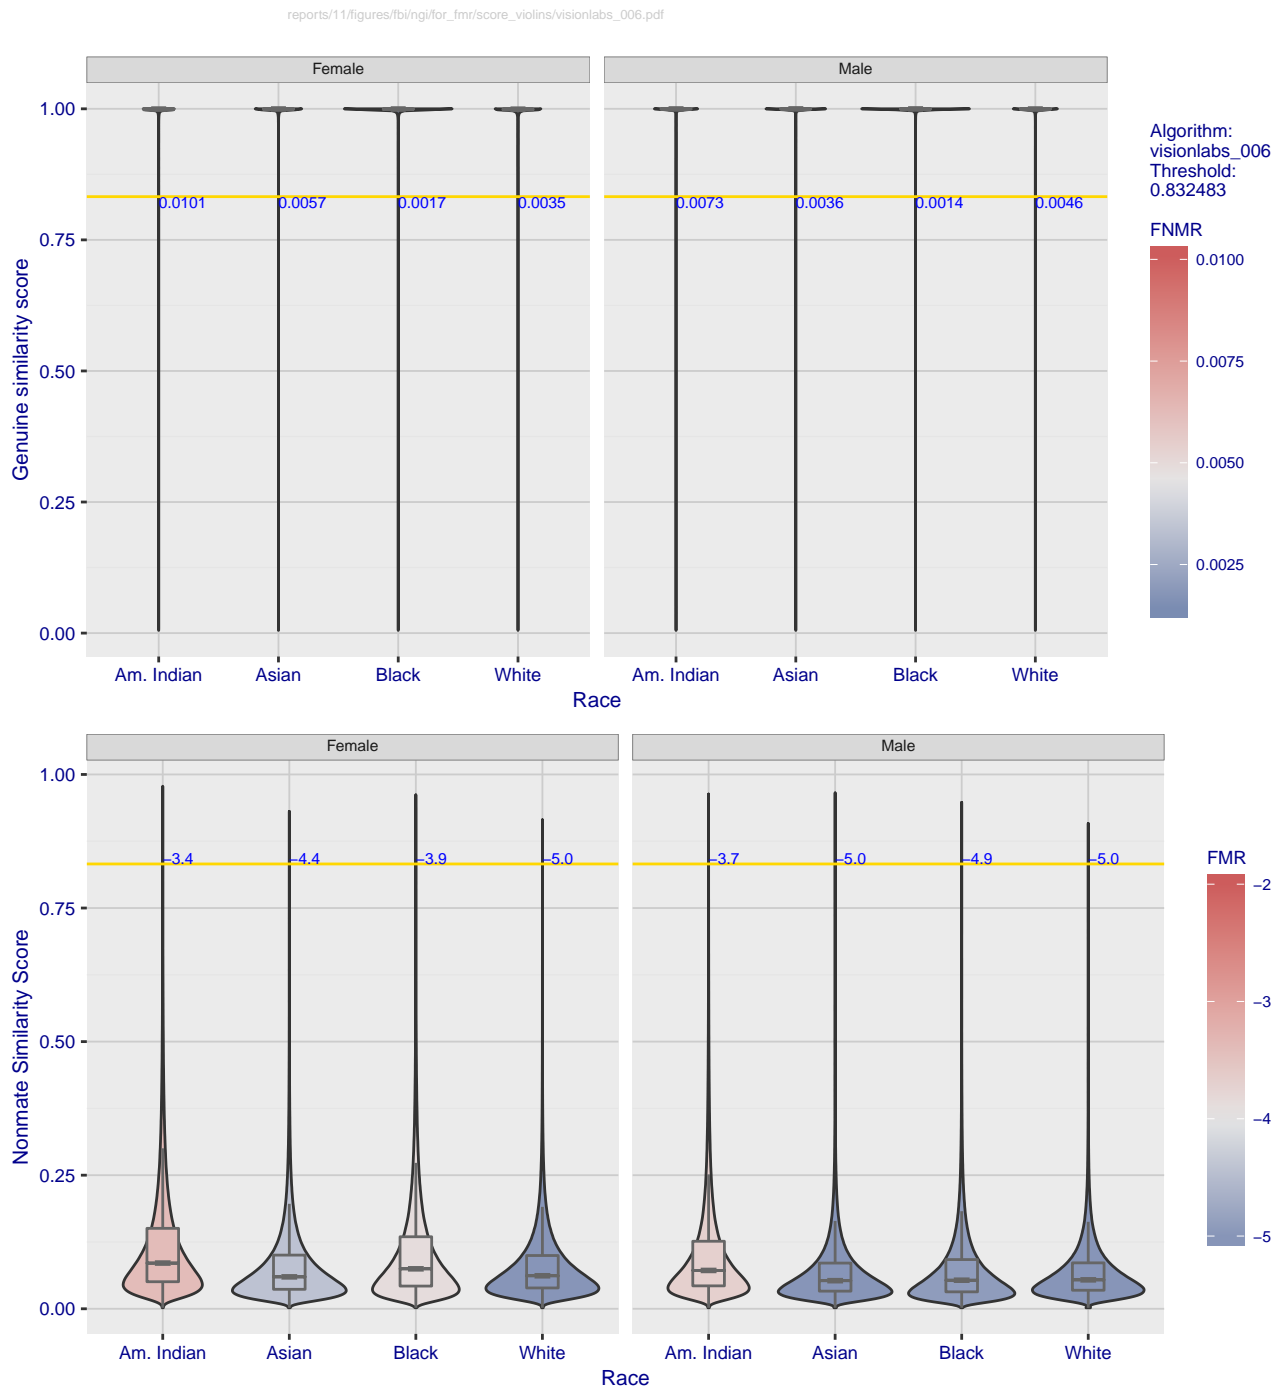 reports/11/figures/fbi/ngi/for_fmr/score_violins/visionlabs_006.pdf
Female
Male
1.00
0.75
0.50
0.25
0.00
Genuine similarity score
0.0101
0.0057
0.0017
0.0035
0.0073
0.0036
0.0014
0.0046
Am. Indian
Asian
Black
White
Am. Indian
Asian
Black
White
Race
Algorithm:
visionlabs_006
Threshold:
0.832483
FNMR
0.0100
0.0075
0.0050
0.0025
Female
Male
1.00
0.75
0.50
0.25
0.00
Nonmate Similarity Score
−3.4
−4.4
−3.9
−5.0
−3.7
−5.0
−4.9
−5.0
Am. Indian
Asian
Black
White
Am. Indian
Asian
Black
White
Race
FMR
−2
−3
−4
−5